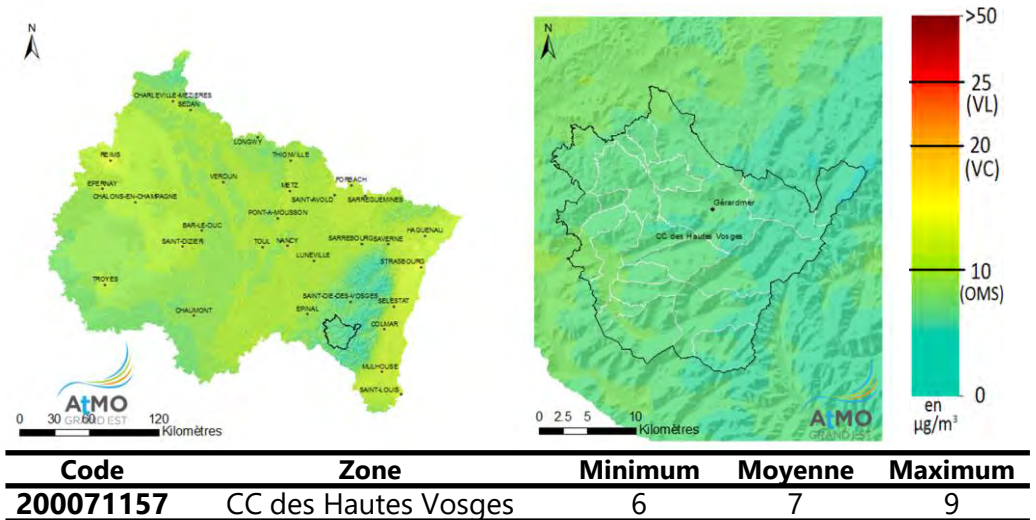 N
CHARLEVILLE-MEZIERES
SEDAN
LONGWY
REIMS
THIONVILLE
EPERNAY
VERDUN
METZ
FORBACH
CHALONS-EN-CHAMPAGNE
SAINT-AVOLD
SARREGUEMINES
PONT-A-MOUSSON
BAR-LE-DUC
HAGUENAU
SAINT-DIZIER
TOUL
NANCY
SARREBOURG
SAVERNE
LUNEVILLE
STRASBOURG
TROYES
SAINT-DIE-DES-VOSGES
SELESTAT
CHAUMONT
EPINAL
COLMAR
MULHOUSE
SAINT-LOUIS
AtMO
GRAND EST
0 30 60 120
Kilomètres
N
Gérardmer
CC des Hautes Vosges
AtMO
GRAND EST
0 2.5 5 10
Kilomètres
>50
25
(VL)
20
(VC)
10
(OMS)
0
en
µg/m³
Code Zone Minimum Moyenne Maximum
200071157 CC des Hautes Vosges 6 7 9